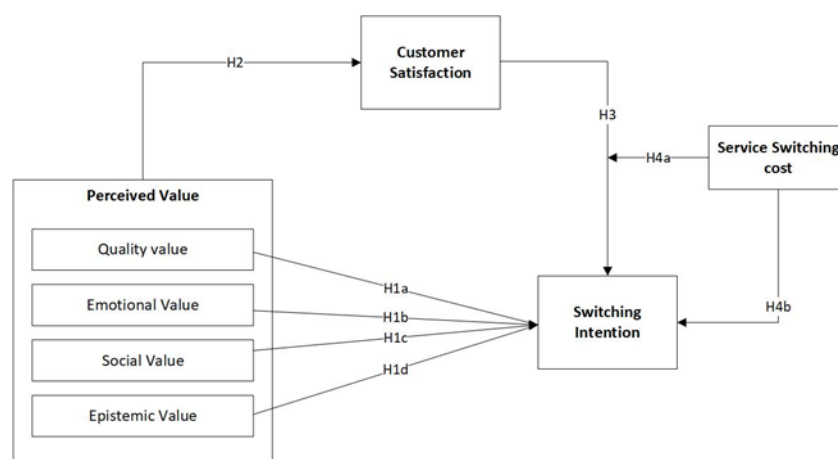 Customer
Satisfaction
H2
H3
Service Switching
cost
H4a
Perceived Value
Quality value
H1a
Emotional Value
H1b
Switching
Intention
H4b
H1c
Social Value
H1d
Epistemic Value